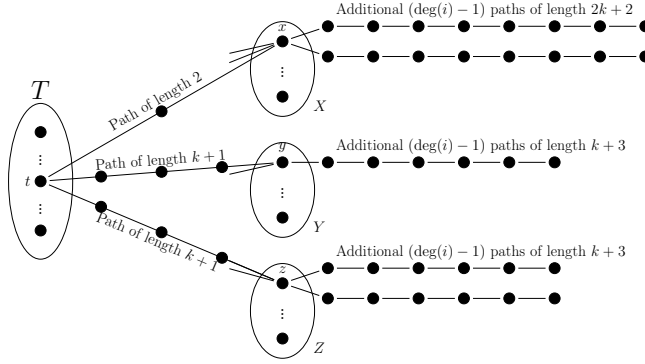 Additional (deg(i) − 1) paths of length 2k + 2
x
⋮
X
Path of length 2
T
⋮
t
⋮
Path of length k + 1
Additional (deg(i) − 1) paths of length k + 3
y
⋮
Y
Path of length k + 1
Additional (deg(i) − 1) paths of length k + 3
z
⋮
Z